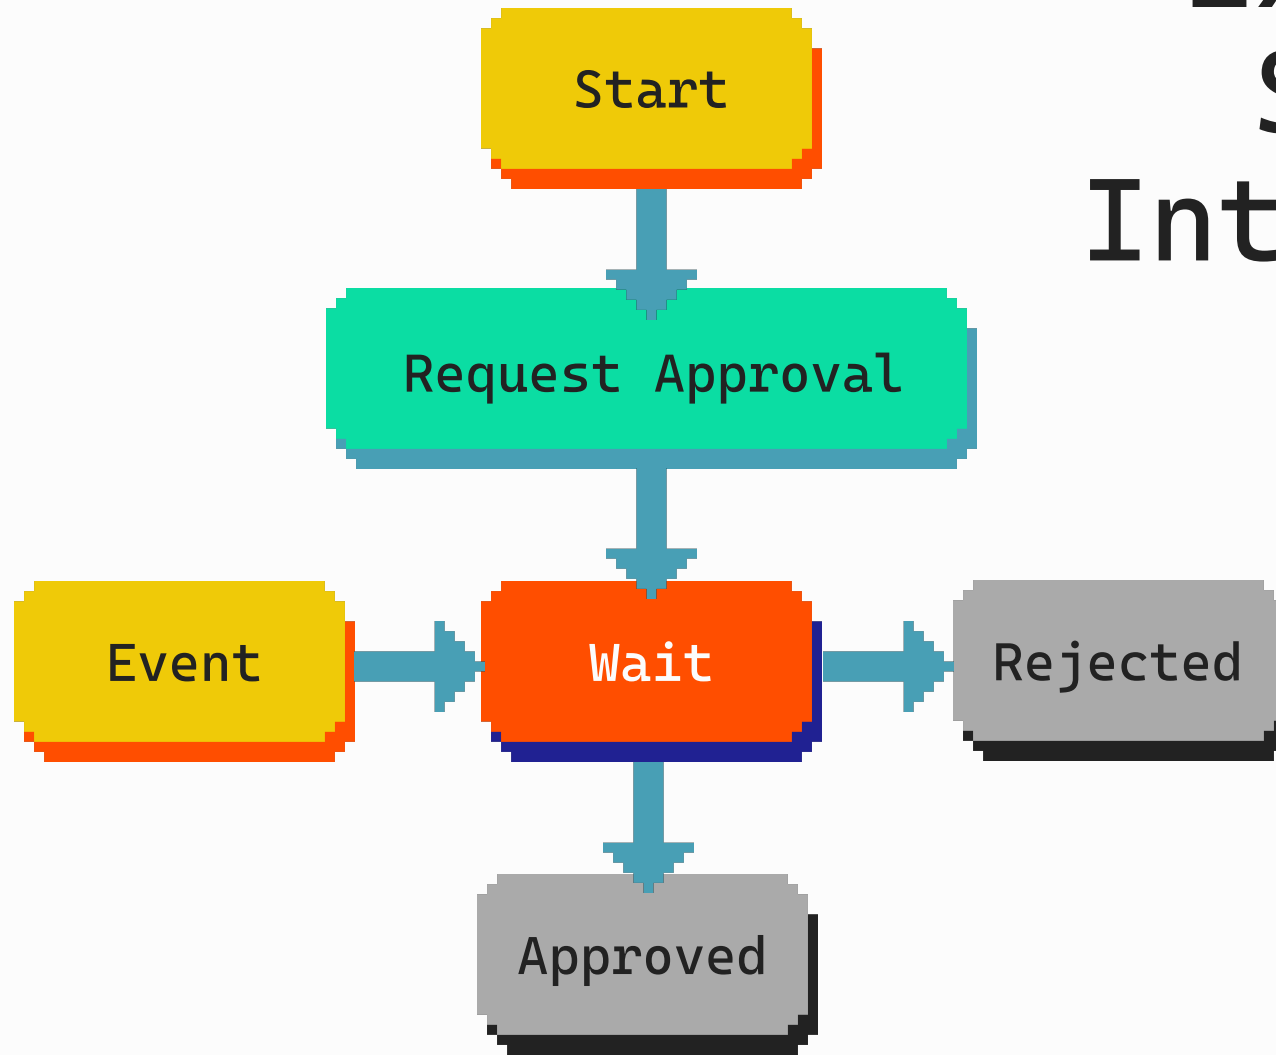 Start
Int
Request Approval
Event
Wait
Rejected
Approved